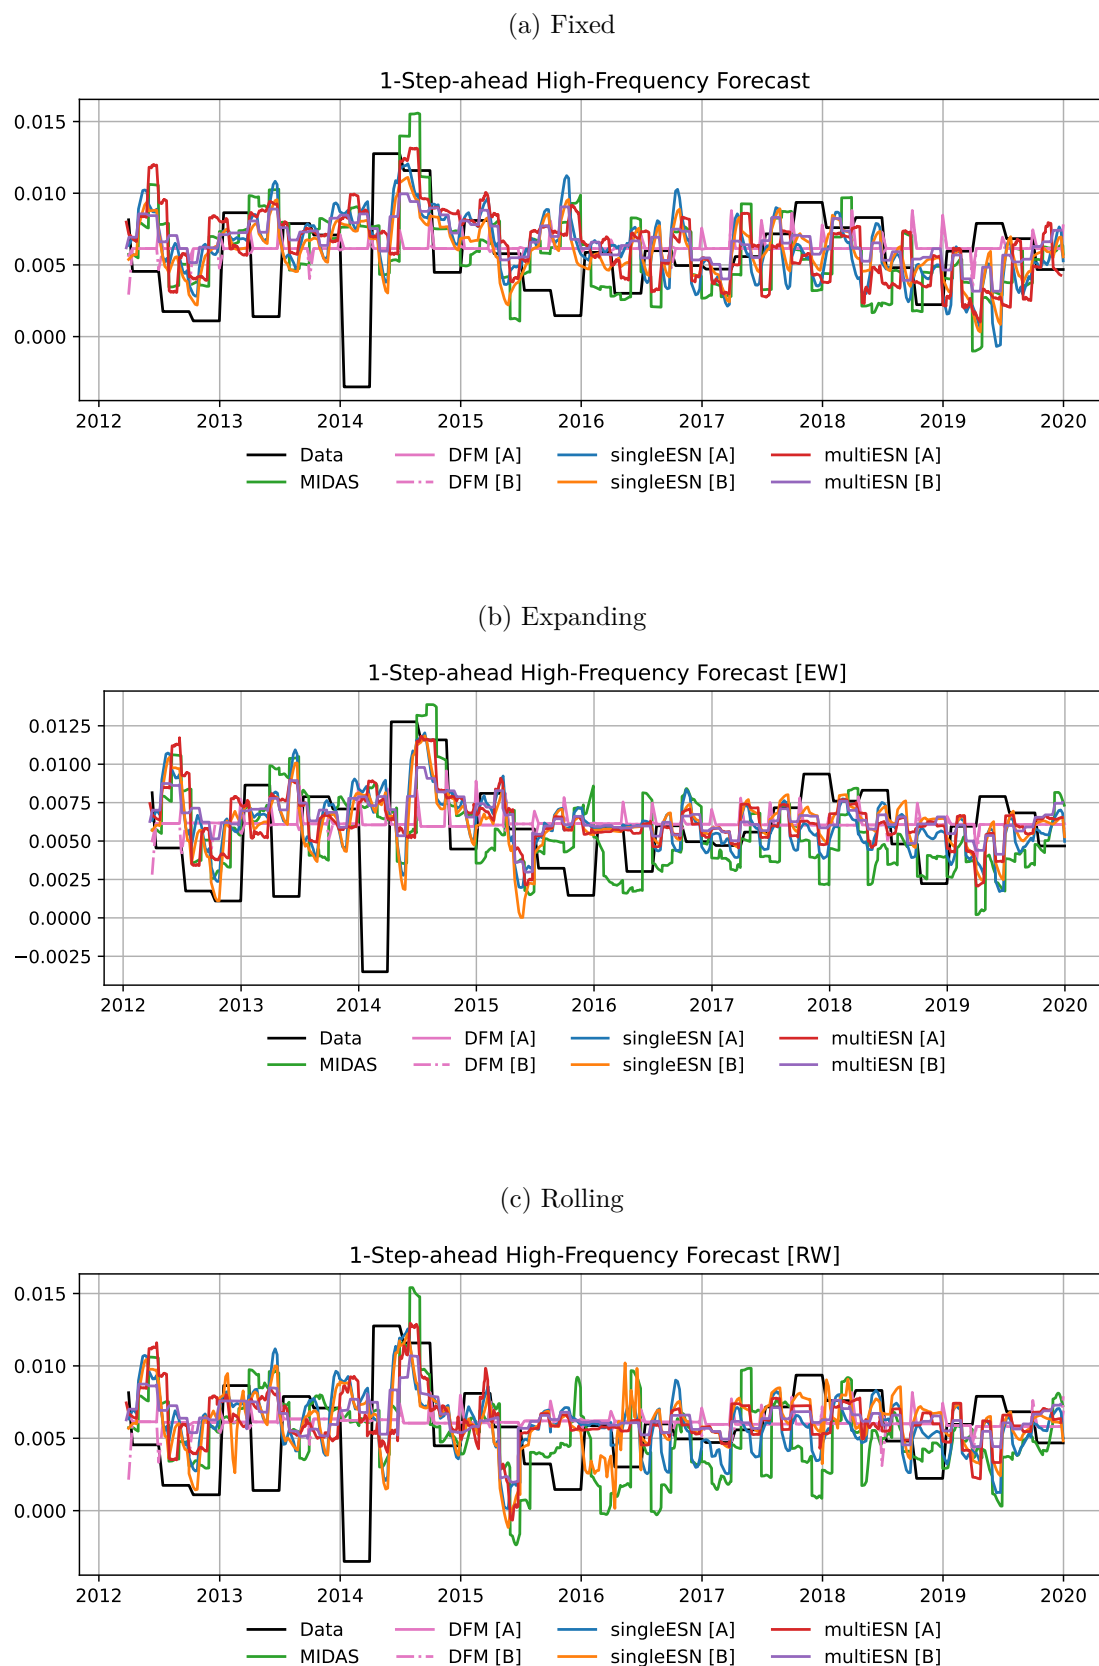 (a) Fixed
1-Step-ahead High-Frequency Forecast
0.015
0.010
0.005
0.000
2012 2013 2014 2015 2016 2017 2018 2019 2020
Data DFM [A] singleESN [A] multiESN [A]
MIDAS DFM [B] singleESN [B] multiESN [B]
(b) Expanding
1-Step-ahead High-Frequency Forecast [EW]
0.0125
0.0100
0.0075
0.0050
0.0025
0.0000
−0.0025
2012 2013 2014 2015 2016 2017 2018 2019 2020
Data DFM [A] singleESN [A] multiESN [A]
MIDAS DFM [B] singleESN [B] multiESN [B]
(c) Rolling
1-Step-ahead High-Frequency Forecast [RW]
0.015
0.010
0.005
0.000
2012 2013 2014 2015 2016 2017 2018 2019 2020
Data DFM [A] singleESN [A] multiESN [A]
MIDAS DFM [B] singleESN [B] multiESN [B]